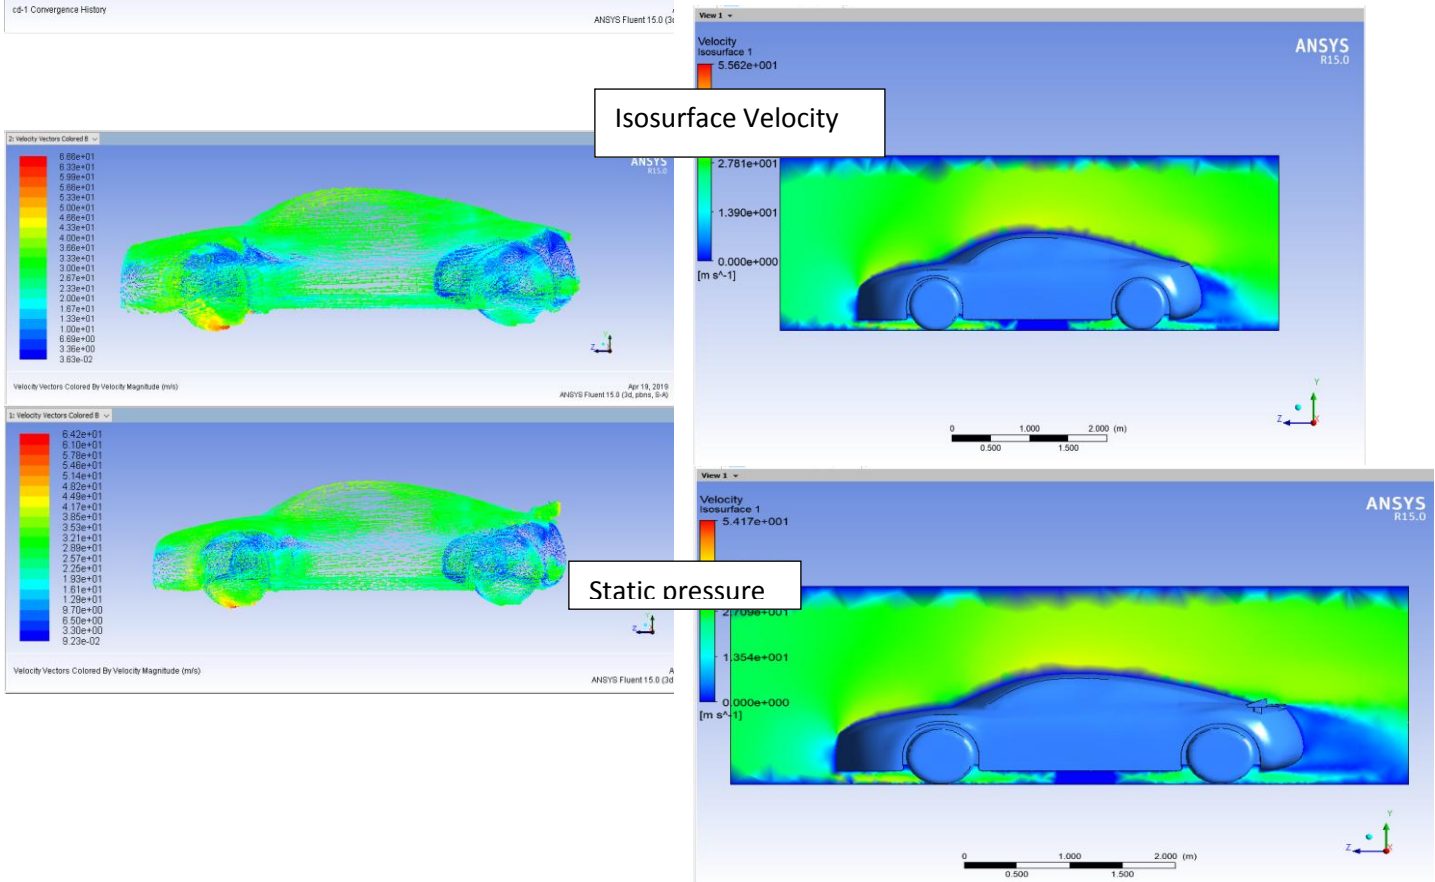 cd-1 Convergence History
ANSYS Fluent 15.0 (3d
View 1
Velocity
Isosurface 1
5.562e+001
2.781e+001
1.390e+001
0.000e+000
[m s^-1]
ANSYS
R15.0
Isosurface Velocity
0 1.000 2.000 (m)
0.500 1.500
Y
Z X
2: Velocity Vectors Colored B
6.66e+01
6.33e+01
5.99e+01
5.66e+01
5.33e+01
5.00e+01
4.66e+01
4.33e+01
4.00e+01
3.66e+01
3.33e+01
3.00e+01
2.67e+01
2.33e+01
2.00e+01
1.67e+01
1.33e+01
1.00e+01
6.69e+00
3.36e+00
3.63e-02
ANSYS
R15.0
Y
Z
Velocity Vectors Colored By Velocity Magnitude (m/s)
Apr 19, 2019
ANSYS Fluent 15.0 (3d, pbns, S-A)
1: Velocity Vectors Colored B
6.42e+01
6.10e+01
5.78e+01
5.46e+01
5.14e+01
4.82e+01
4.49e+01
4.17e+01
3.85e+01
3.53e+01
3.21e+01
2.89e+01
2.57e+01
2.25e+01
1.93e+01
1.61e+01
1.29e+01
9.70e+00
6.50e+00
3.30e+00
9.23e-02
Z
Velocity Vectors Colored By Velocity Magnitude (m/s)
ANSYS Fluent 15.0 (3d
View 1
Velocity
Isosurface 1
5.417e+001
2.709e+001
1.354e+001
0.000e+000
[m s^-1]
ANSYS
R15.0
Static pressure
0 1.000 2.000 (m)
0.500 1.500
Y
Z X